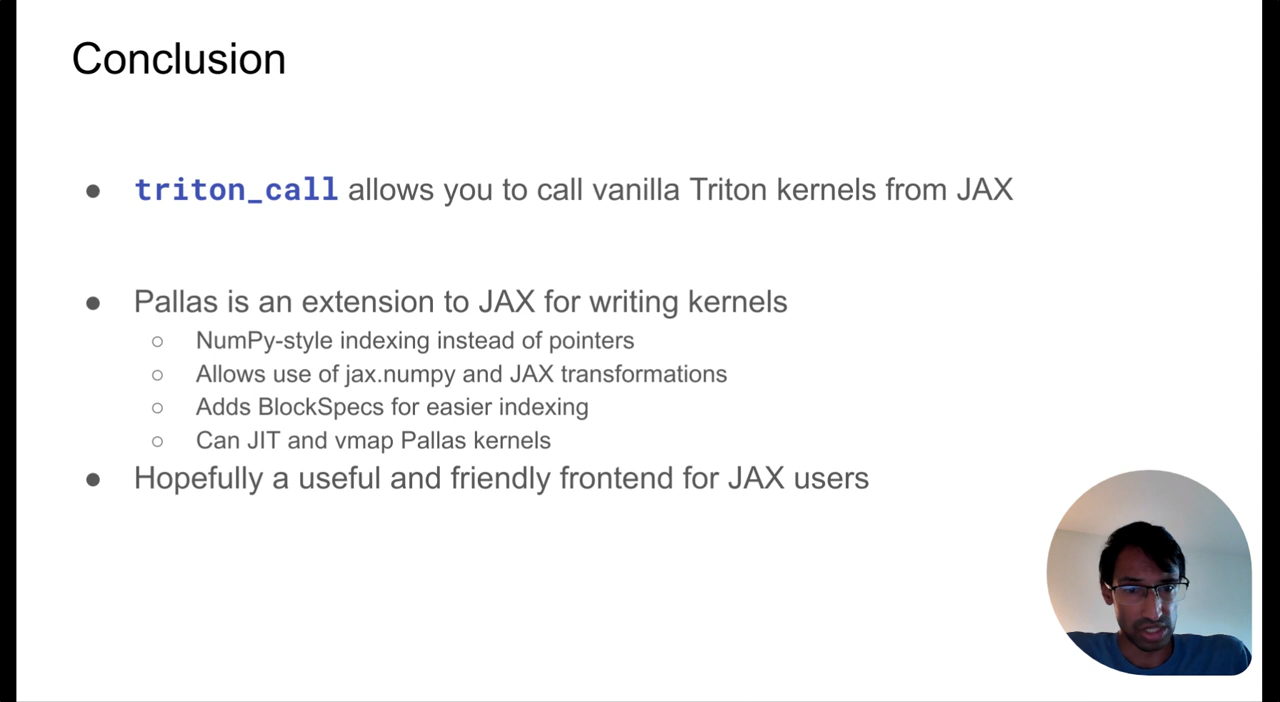 Conclusion
● triton_call allows you to call vanilla Triton kernels from JAX
● Pallas is an extension to JAX for writing kernels
○ NumPy-style indexing instead of pointers
○ Allows use of jax.numpy and JAX transformations
○ Adds BlockSpecs for easier indexing
○ Can JIT and vmap Pallas kernels
● Hopefully a useful and friendly frontend for JAX users